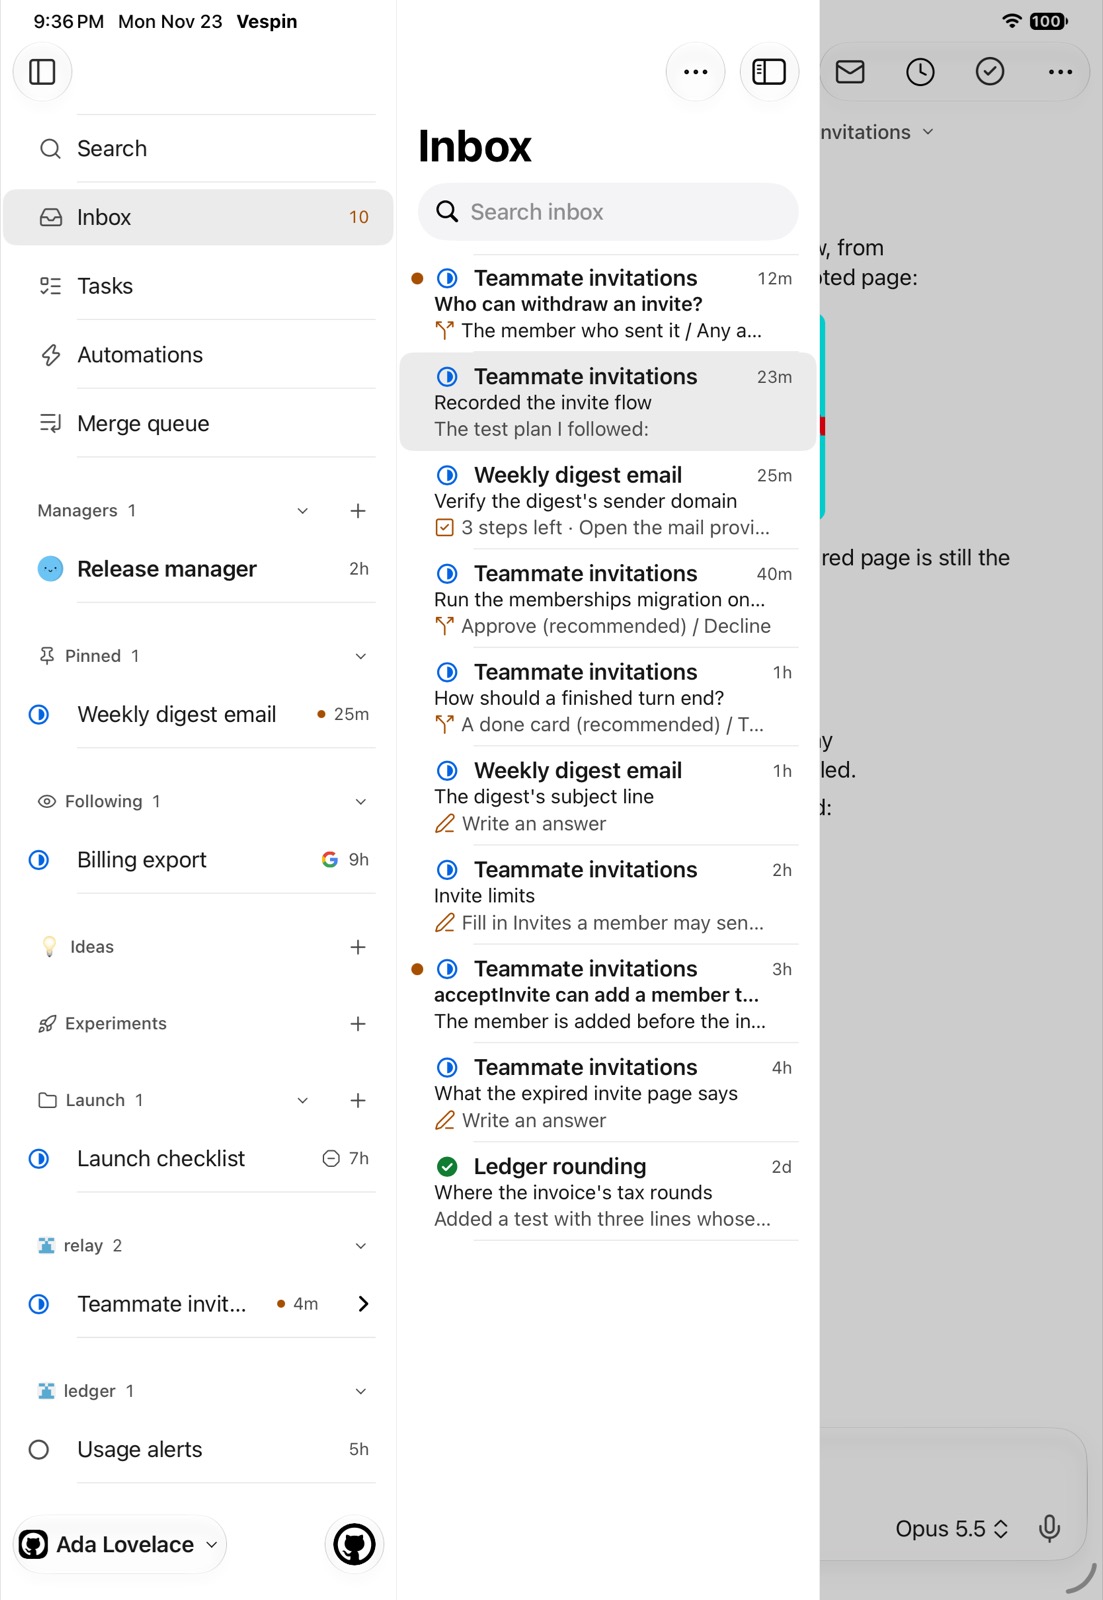 9:36 PM Mon Nov 23 Vespin
100
Search
Inbox 10
Tasks
Automations
Merge queue
Managers 1
Release manager 2h
Pinned 1
Weekly digest email 25m
Following 1
Billing export 9h
Ideas
Experiments
Launch 1
Launch checklist 7h
relay 2
Teammate invit... 4m
ledger 1
Usage alerts 5h
Ada Lovelace
Inbox
Search inbox
Teammate invitations 12m
Who can withdraw an invite?
The member who sent it / Any a...
Teammate invitations 23m
Recorded the invite flow
The test plan I followed:
Weekly digest email 25m
Verify the digest's sender domain
3 steps left · Open the mail provi...
Teammate invitations 40m
Run the memberships migration on...
Approve (recommended) / Decline
Teammate invitations 1h
How should a finished turn end?
A done card (recommended) / T...
Weekly digest email 1h
The digest's subject line
Write an answer
Teammate invitations 2h
Invite limits
Fill in Invites a member may sen...
Teammate invitations 3h
acceptInvite can add a member t...
The member is added before the in...
Teammate invitations 4h
What the expired invite page says
Write an answer
Ledger rounding 2d
Where the invoice's tax rounds
Added a test with three lines whose...
nvitations
, from
ted page:
red page is still the
y
led.
d:
Opus 5.5